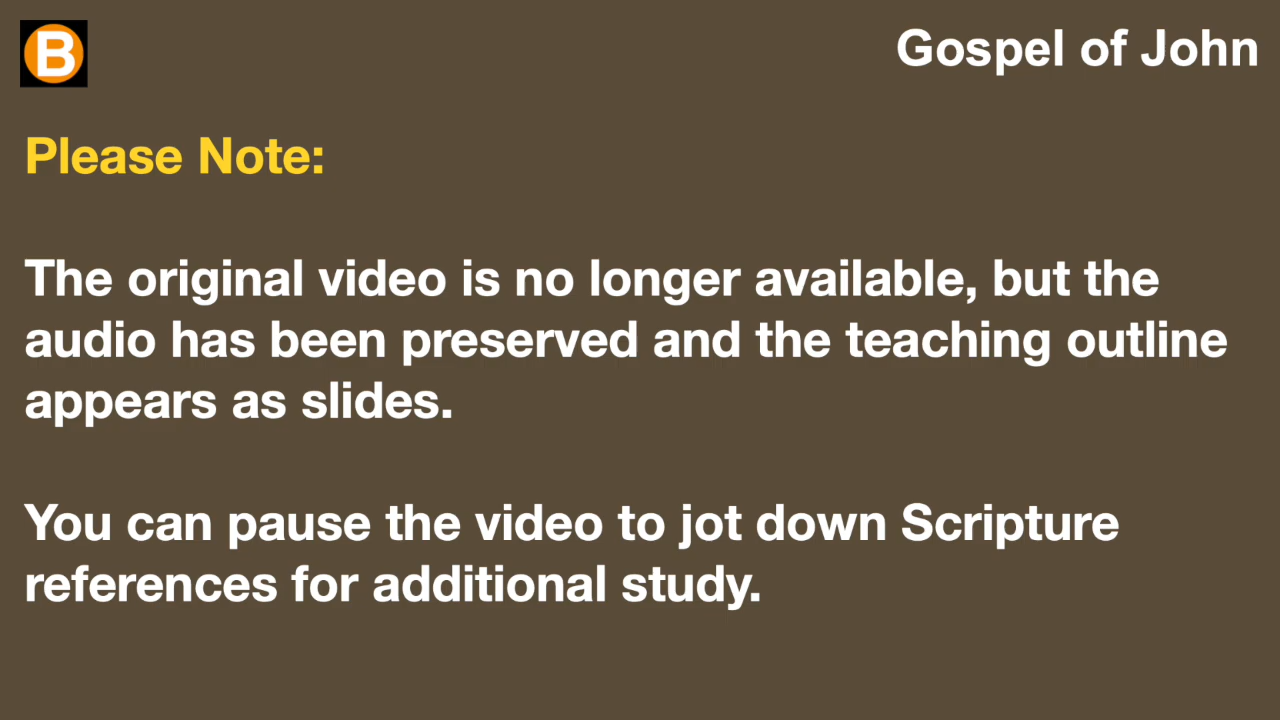 B
Gospel of John
Please Note:
The original video is no longer available, but the
audio has been preserved and the teaching outline
appears as slides.
You can pause the video to jot down Scripture
references for additional study.